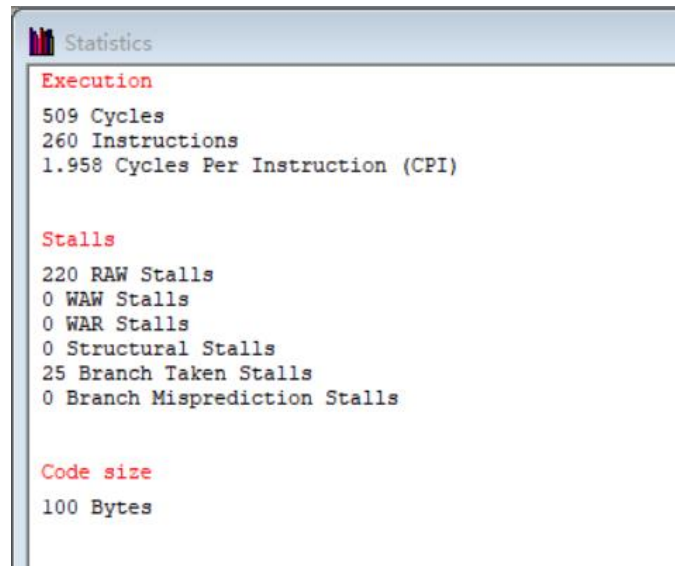 Statistics
Execution
509 Cycles
260 Instructions
1.958 Cycles Per Instruction (CPI)
Stalls
220 RAW Stalls
0 WAW Stalls
0 WAR Stalls
0 Structural Stalls
25 Branch Taken Stalls
0 Branch Misprediction Stalls
Code size
100 Bytes